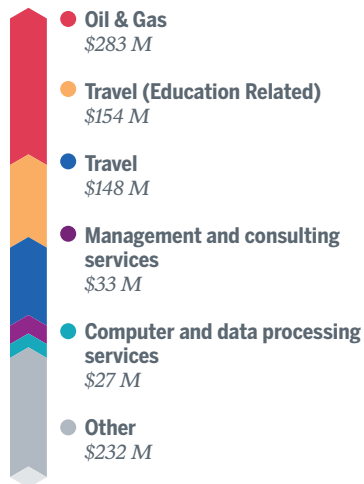 Oil & Gas
$283 M
Travel (Education Related)
$154 M
Travel
$148 M
Management and consulting
services
$33 M
Computer and data processing
services
$27 M
Other
$232 M